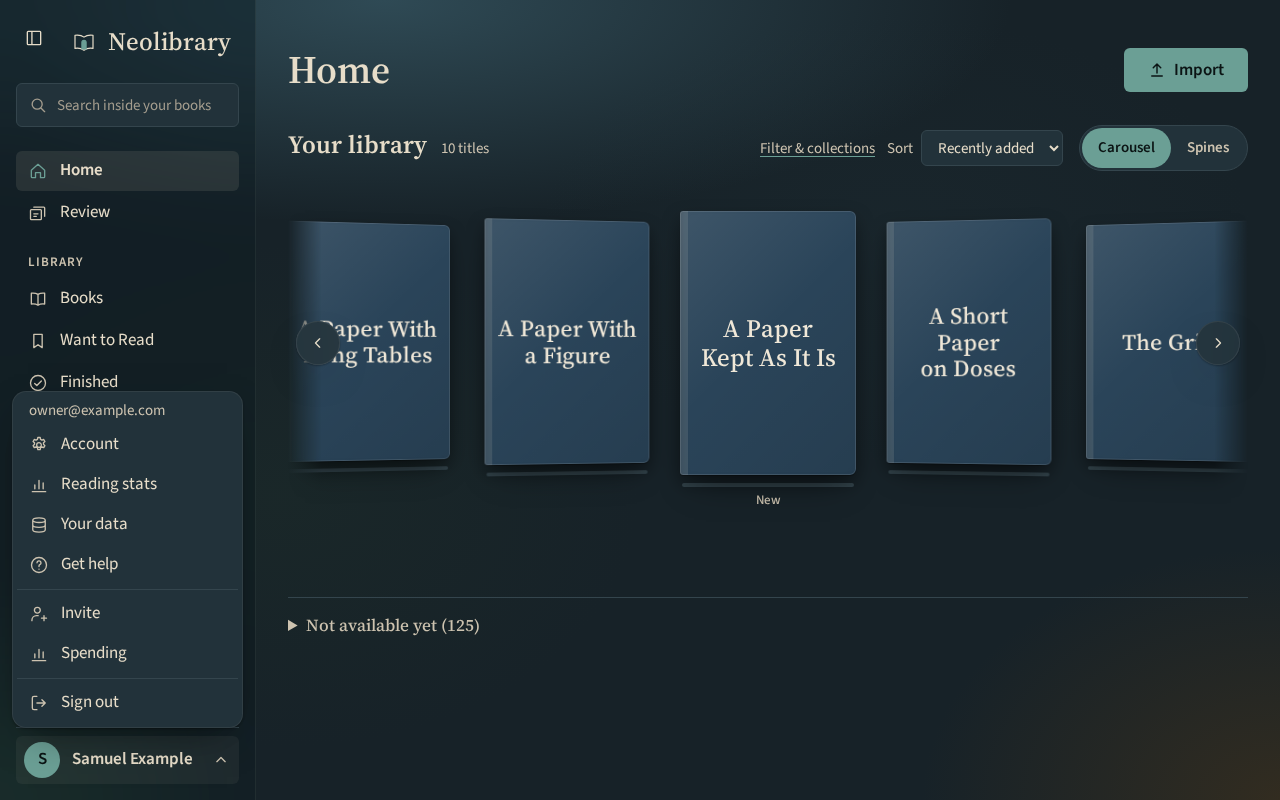 Neolibrary
Search inside your books
Home
Review
LIBRARY
Books
Want to Read
Finished
owner@example.com
Account
Reading stats
Your data
Get help
Invite
Spending
Sign out
S
Samuel Example
Home
Import
Your library
10 titles
Filter & collections
Sort
Recently added
Carousel
Spines
Paper With
Tables
A Paper With
a Figure
A Paper
Kept As It Is
A Short
Paper
on Doses
The
New
Not available yet (125)